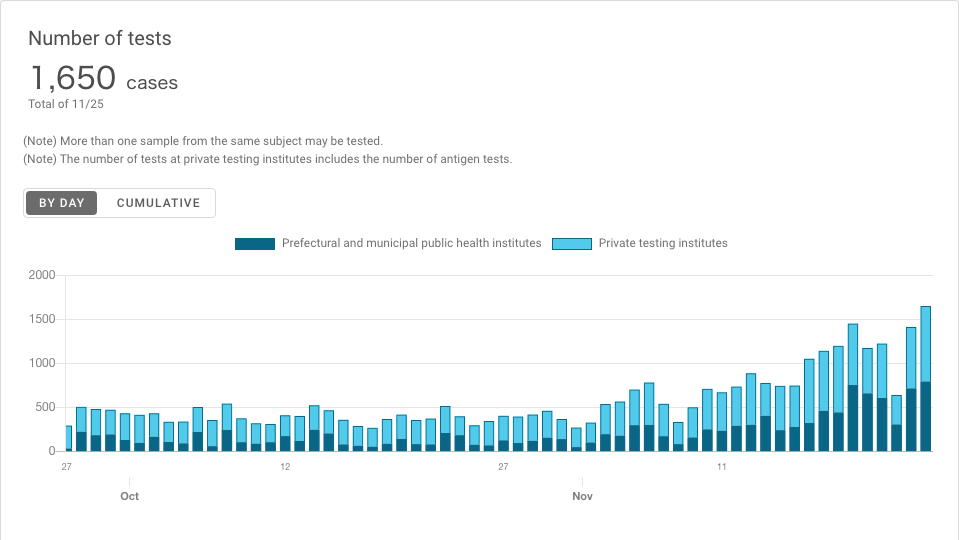 Number of tests
1,650 cases
Total of 11/25
(Note) More than one sample from the same subject may be tested.
(Note) The number of tests at private testing institutes includes the number of antigen tests.
BY DAY CUMULATIVE
Prefectural and municipal public health institutes Private testing institutes
2000
1500
1000
500
0
27 12 27 11
Oct Nov